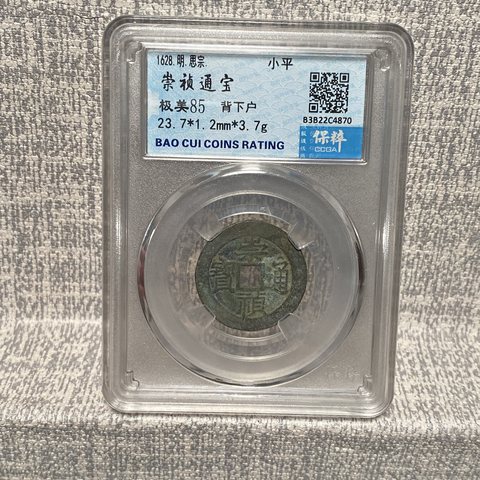 1628.明.思宗. 小平
崇祯通宝
极美85 背下户
23.7*1.2mm*3.7g
BAO CUI COINS RATING
B3B22C4870
保粹
CCGA
崇
寳 通
禎